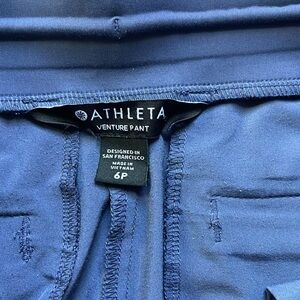 ATHLETA
VENTURE PANT
DESIGNED IN
SAN FRANCISCO
MADE IN
VIETNAM
6P